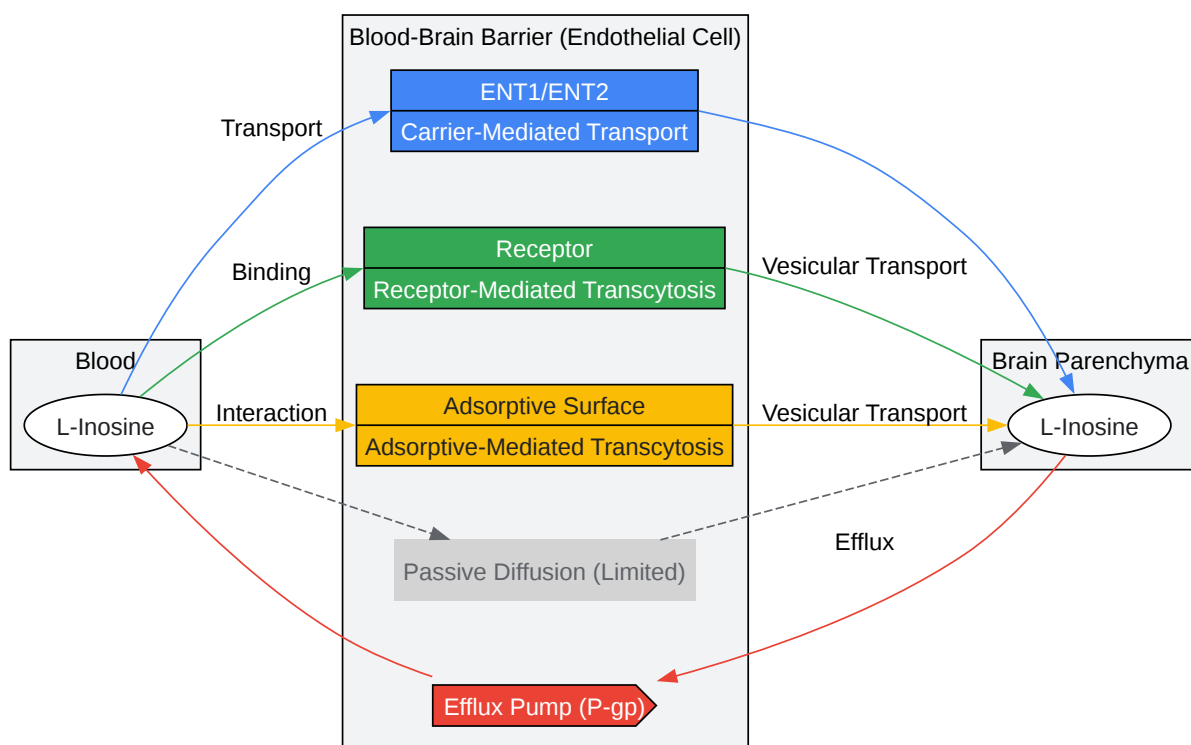 Blood-Brain Barrier (Endothelial Cell)
ENT1/ENT2
Transport
Carrier-Mediated Transport
Receptor
Binding
Vesicular Transport
Receptor-Mediated Transcytosis
Blood
Brain Parenchyma
Adsorptive Surface
Interaction
Vesicular Transport
L-Inosine
L-Inosine
Adsorptive-Mediated Transcytosis
Efflux
Passive Diffusion (Limited)
Efflux Pump (P-gp)